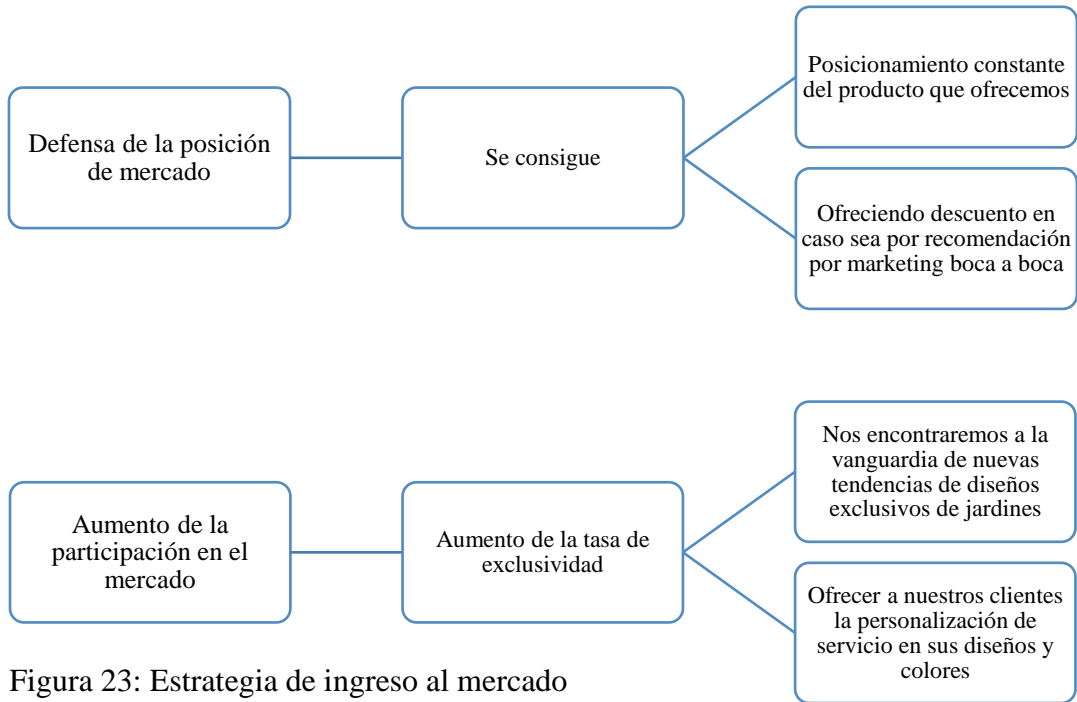 Defensa de la posición
de mercado
Se consigue
Posicionamiento constante
del producto que ofrecemos
Ofreciendo descuento en
caso sea por recomendación
por marketing boca a boca
Aumento de la
participación en el
mercado
Aumento de la tasa de
exclusividad
Nos encontraremos a la
vanguardia de nuevas
tendencias de diseños
exclusivos de jardines
Ofrecer a nuestros clientes
la personalización de
servicio en sus diseños y
colores
Figura 23: Estrategia de ingreso al mercado